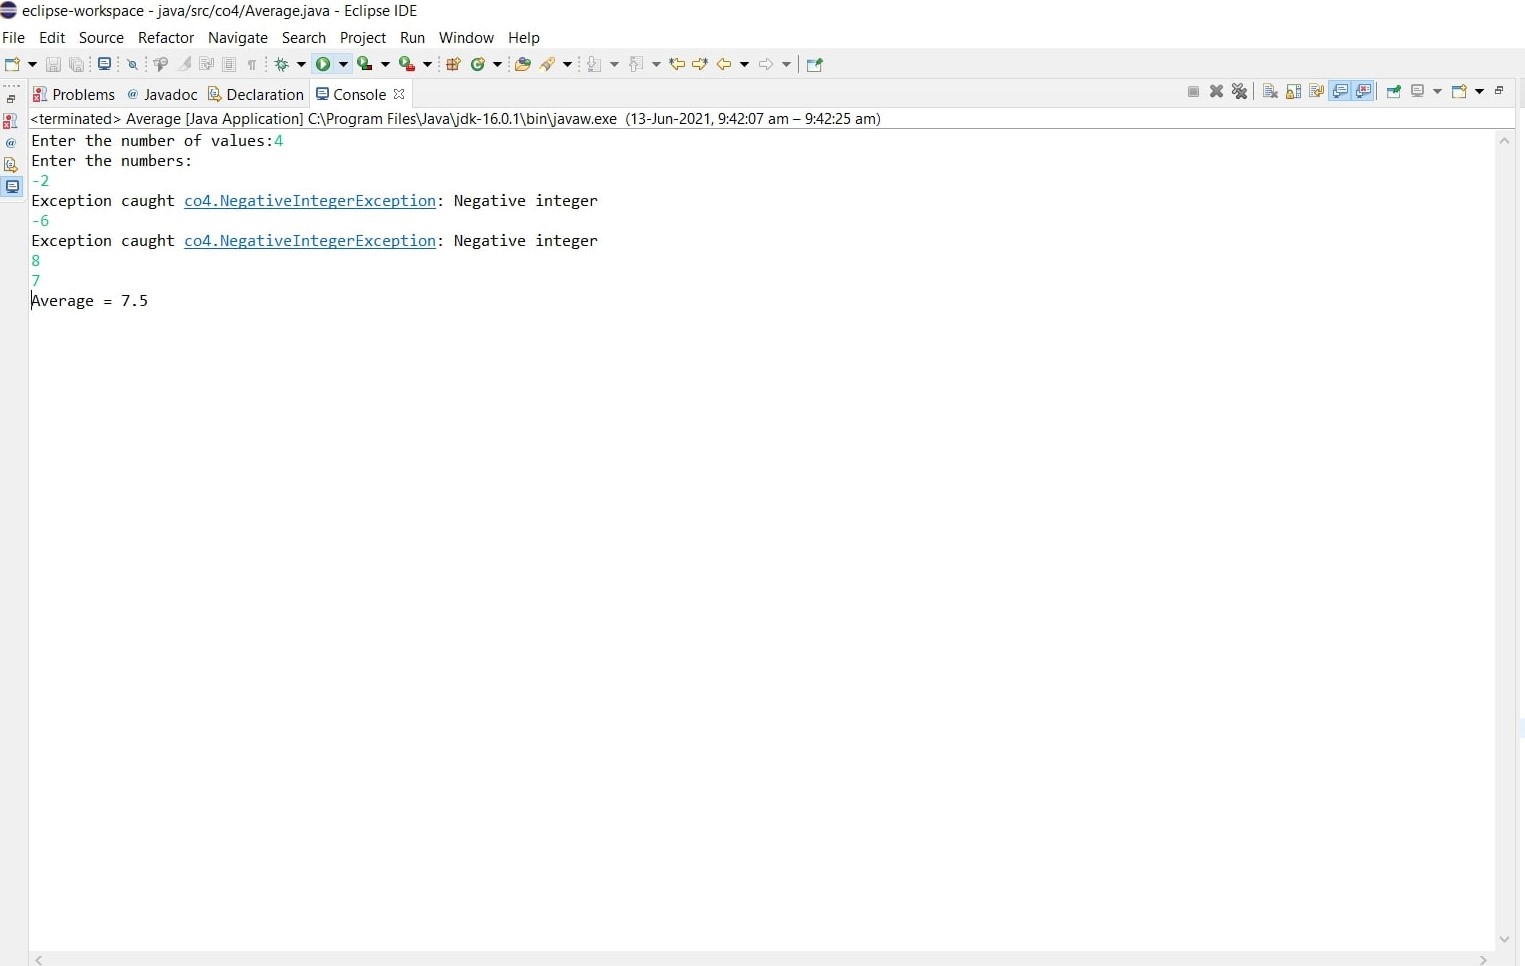 eclipse-workspace - java/src/co4/Average.java - Eclipse IDE
File Edit Source Refactor Navigate Search Project Run Window Help
Problems @ Javadoc Declaration Console
<terminated> Average [Java Application] C:\Program Files\Java\jdk-16.0.1\bin\javaw.exe (13-Jun-2021, 9:42:07 am – 9:42:25 am)
Enter the number of values:4
Enter the numbers:
-2
Exception caught co4.NegativeIntegerException: Negative integer
-6
Exception caught co4.NegativeIntegerException: Negative integer
8
7
Average = 7.5